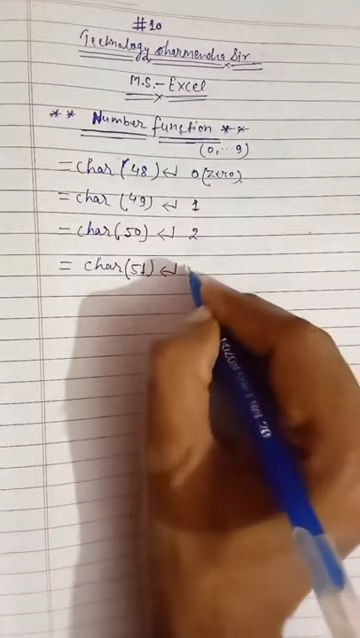 #10
Technology Dharmendra Sir
M.S.-Excel
** Number function **
(0,...9)
=char(48)↵ 0(zero)
=char(49)↵ 1
=char(50)↵ 2
= char(51)↵